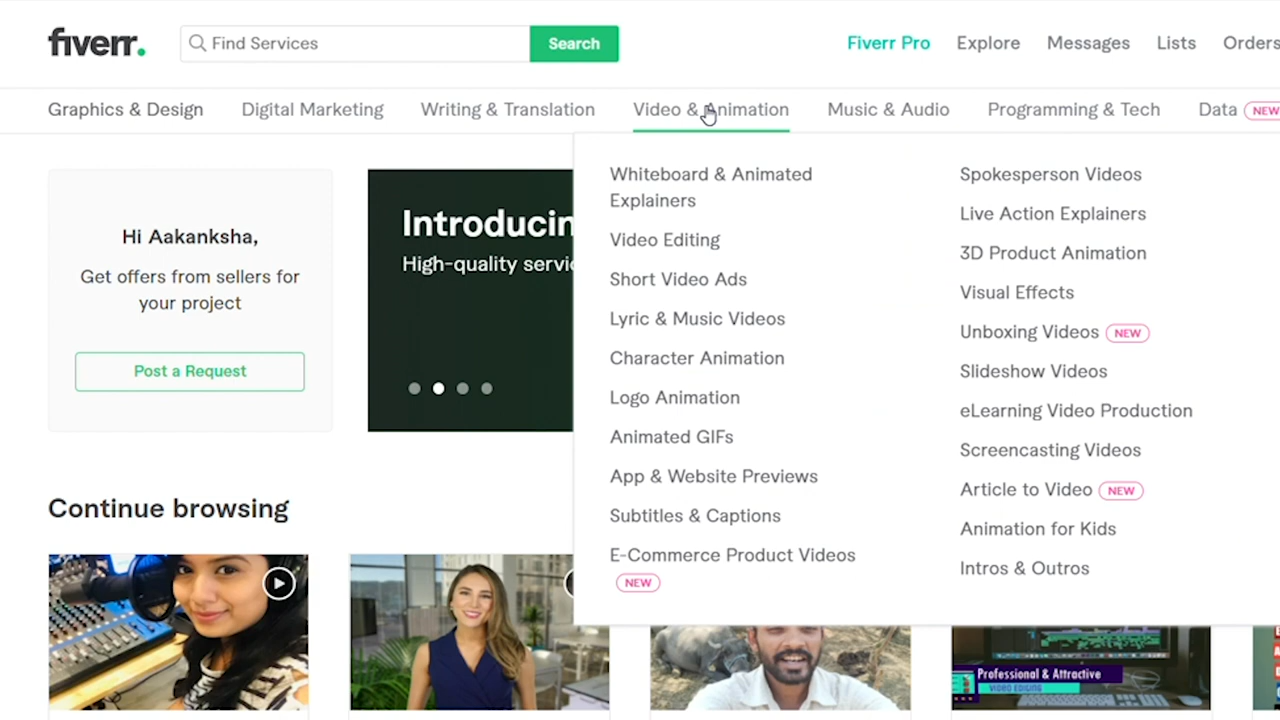 fiverr.
Find Services
Search
Fiverr Pro
Explore
Messages
Lists
Orders
Graphics & Design
Digital Marketing
Writing & Translation
Video & Animation
Music & Audio
Programming & Tech
Data NEW
Hi Aakanksha,
Get offers from sellers for
your project
Post a Request
Introducin
High-quality servic
Whiteboard & Animated
Explainers
Video Editing
Short Video Ads
Lyric & Music Videos
Character Animation
Logo Animation
Animated GIFs
App & Website Previews
Subtitles & Captions
E-Commerce Product Videos
NEW
Spokesperson Videos
Live Action Explainers
3D Product Animation
Visual Effects
Unboxing Videos NEW
Slideshow Videos
eLearning Video Production
Screencasting Videos
Article to Video NEW
Animation for Kids
Intros & Outros
Continue browsing
Professional & Attractive
VIDEO EDIGING